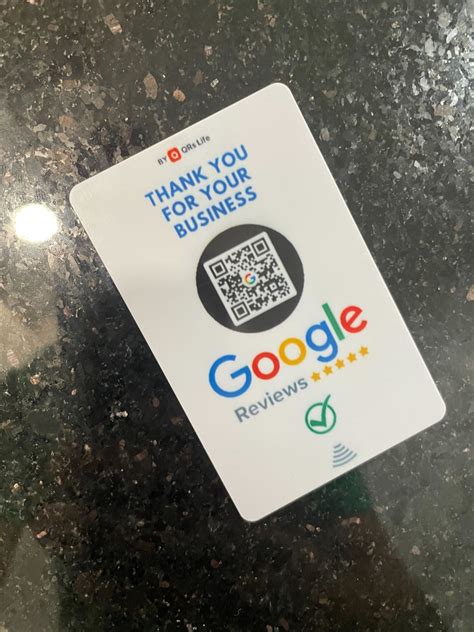 BY QRs Life
THANK YOU
FOR YOUR
BUSINESS
G
Google
Reviews